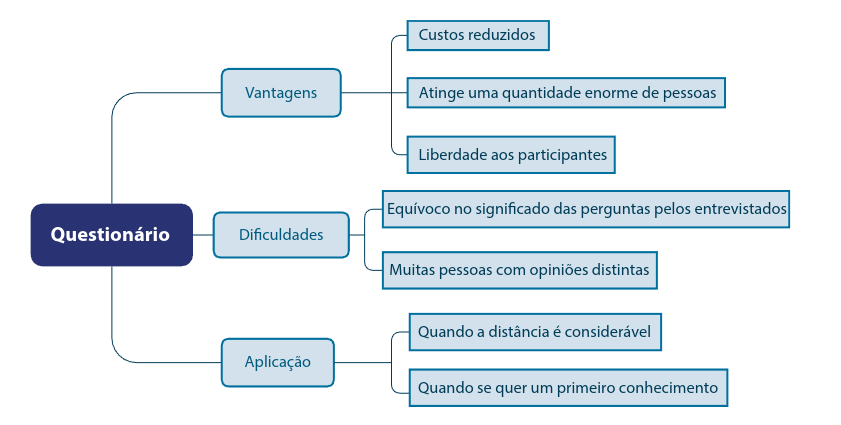 Questionário
Vantagens
Custos reduzidos
Atinge uma quantidade enorme de pessoas
Liberdade aos participantes
Dificuldades
Equívoco no significado das perguntas pelos entrevistados
Muitas pessoas com opiniões distintas
Aplicação
Quando a distância é considerável
Quando se quer um primeiro conhecimento